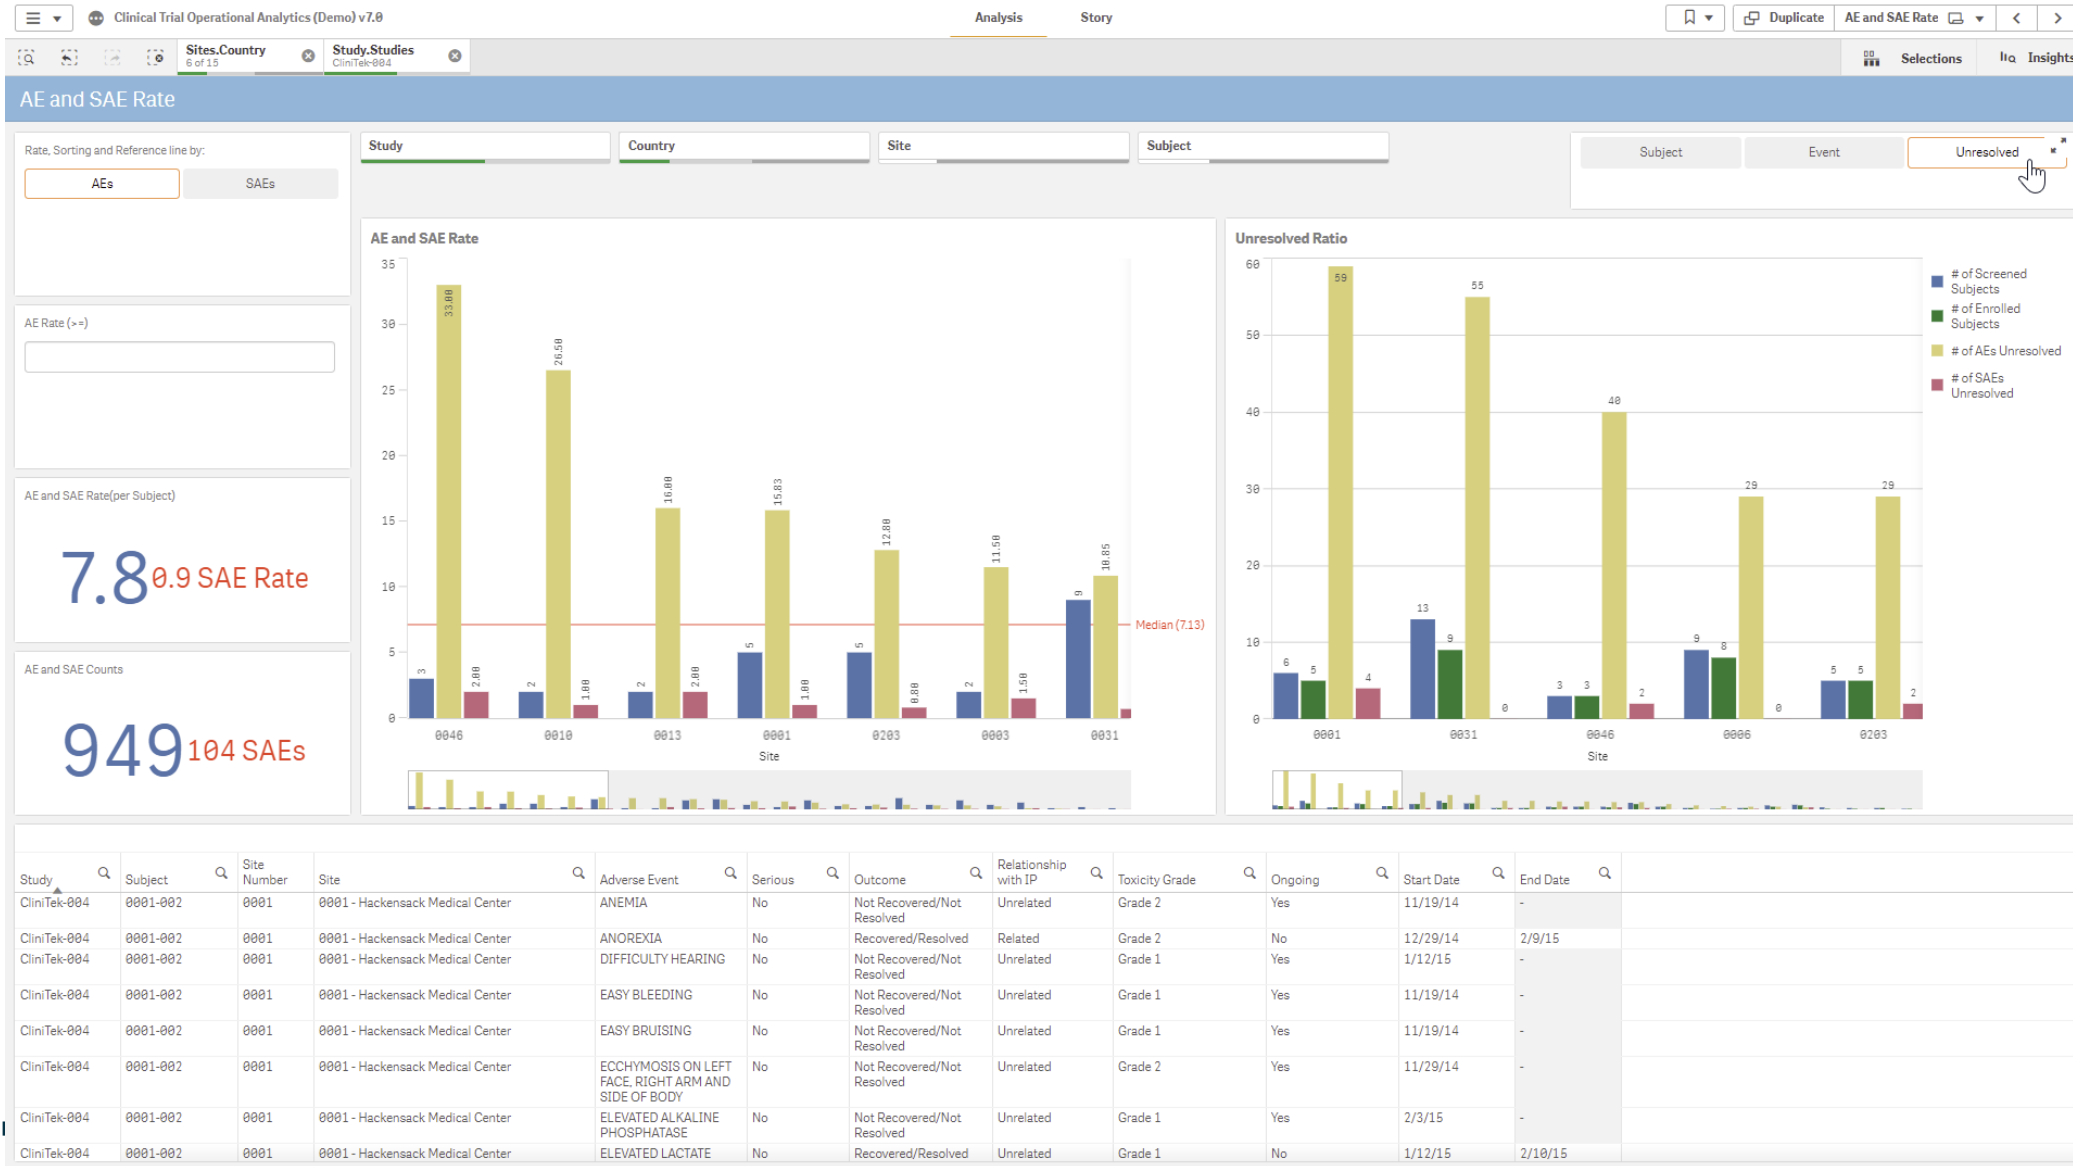 Clinical Trial Operational Analytics (Demo) v7.0
Analysis
Story
Duplicate
AE and SAE Rate
Sites.Country
6 of 15
Study.Studies
CliniTek-004
Selections
Insights
AE and SAE Rate
Rate, Sorting and Reference line by:
AEs
SAEs
Study
Country
Site
Subject
Subject
Event
Unresolved
AE Rate (>=)
AE and SAE Rate(per Subject)
7.8
0.9 SAE Rate
AE and SAE Counts
949
104 SAEs
AE and SAE Rate
35
30
25
20
15
10
5
0
3
33.00
2.00
2
26.50
1.00
2
16.00
2.00
5
15.83
1.00
5
12.80
0.80
2
11.50
1.50
9
10.85
Median (7.13)
0046
0010
0013
0001
0203
0003
0031
Site
Unresolved Ratio
60
50
40
30
20
10
0
6
5
59
4
13
9
55
0
3
3
40
2
9
8
29
0
5
5
29
2
0001
0031
0046
0006
0203
Site
# of Screened
Subjects
# of Enrolled
Subjects
# of AEs Unresolved
# of SAEs
Unresolved
Study Subject Site Number Site Adverse Event Serious Outcome Relationship with IP Toxicity Grade Ongoing Start Date End Date
CliniTek-004 0001-002 0001 0001 - Hackensack Medical Center ANEMIA No Not Recovered/Not Resolved Unrelated Grade 2 Yes 11/19/14 -
CliniTek-004 0001-002 0001 0001 - Hackensack Medical Center ANOREXIA No Recovered/Resolved Related Grade 2 No 12/29/14 2/9/15
CliniTek-004 0001-002 0001 0001 - Hackensack Medical Center DIFFICULTY HEARING No Not Recovered/Not Resolved Unrelated Grade 1 Yes 1/12/15 -
CliniTek-004 0001-002 0001 0001 - Hackensack Medical Center EASY BLEEDING No Not Recovered/Not Resolved Unrelated Grade 1 Yes 11/19/14 -
CliniTek-004 0001-002 0001 0001 - Hackensack Medical Center EASY BRUISING No Not Recovered/Not Resolved Unrelated Grade 1 Yes 11/19/14 -
CliniTek-004 0001-002 0001 0001 - Hackensack Medical Center ECCHYMOSIS ON LEFT FACE, RIGHT ARM AND SIDE OF BODY No Not Recovered/Not Resolved Unrelated Grade 2 Yes 11/29/14 -
CliniTek-004 0001-002 0001 0001 - Hackensack Medical Center ELEVATED ALKALINE PHOSPHATASE No Not Recovered/Not Resolved Unrelated Grade 1 Yes 2/3/15 -
CliniTek-004 0001-002 0001 0001 - Hackensack Medical Center ELEVATED LACTATE No Recovered/Resolved Unrelated Grade 1 No 1/12/15 2/10/15